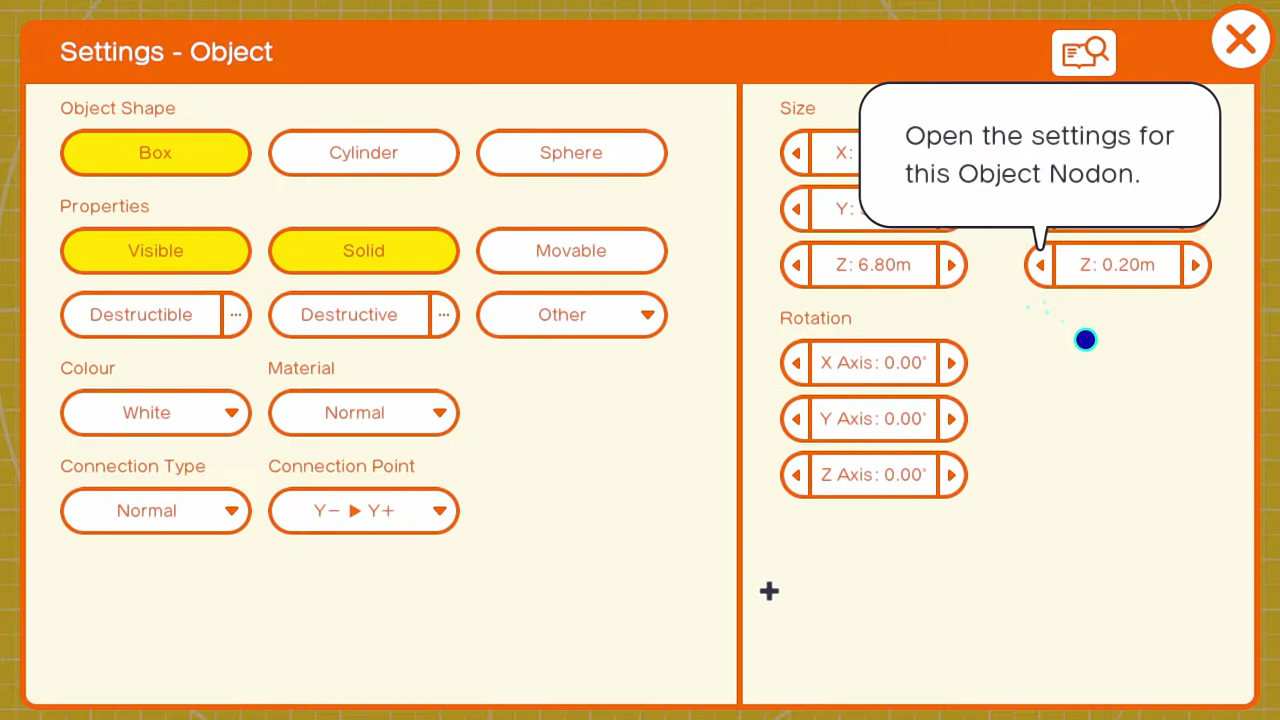 Settings - Object
Object Shape
Box
Cylinder
Sphere
Properties
Visible
Solid
Movable
Destructible
...
Destructive
...
Other
Colour
Material
White
Normal
Connection Type
Connection Point
Normal
Y− ▶ Y+
Size
X:
Y:
Z: 6.80m
Z: 0.20m
Open the settings for
this Object Nodon.
Rotation
X Axis: 0.00°
Y Axis: 0.00°
Z Axis: 0.00°